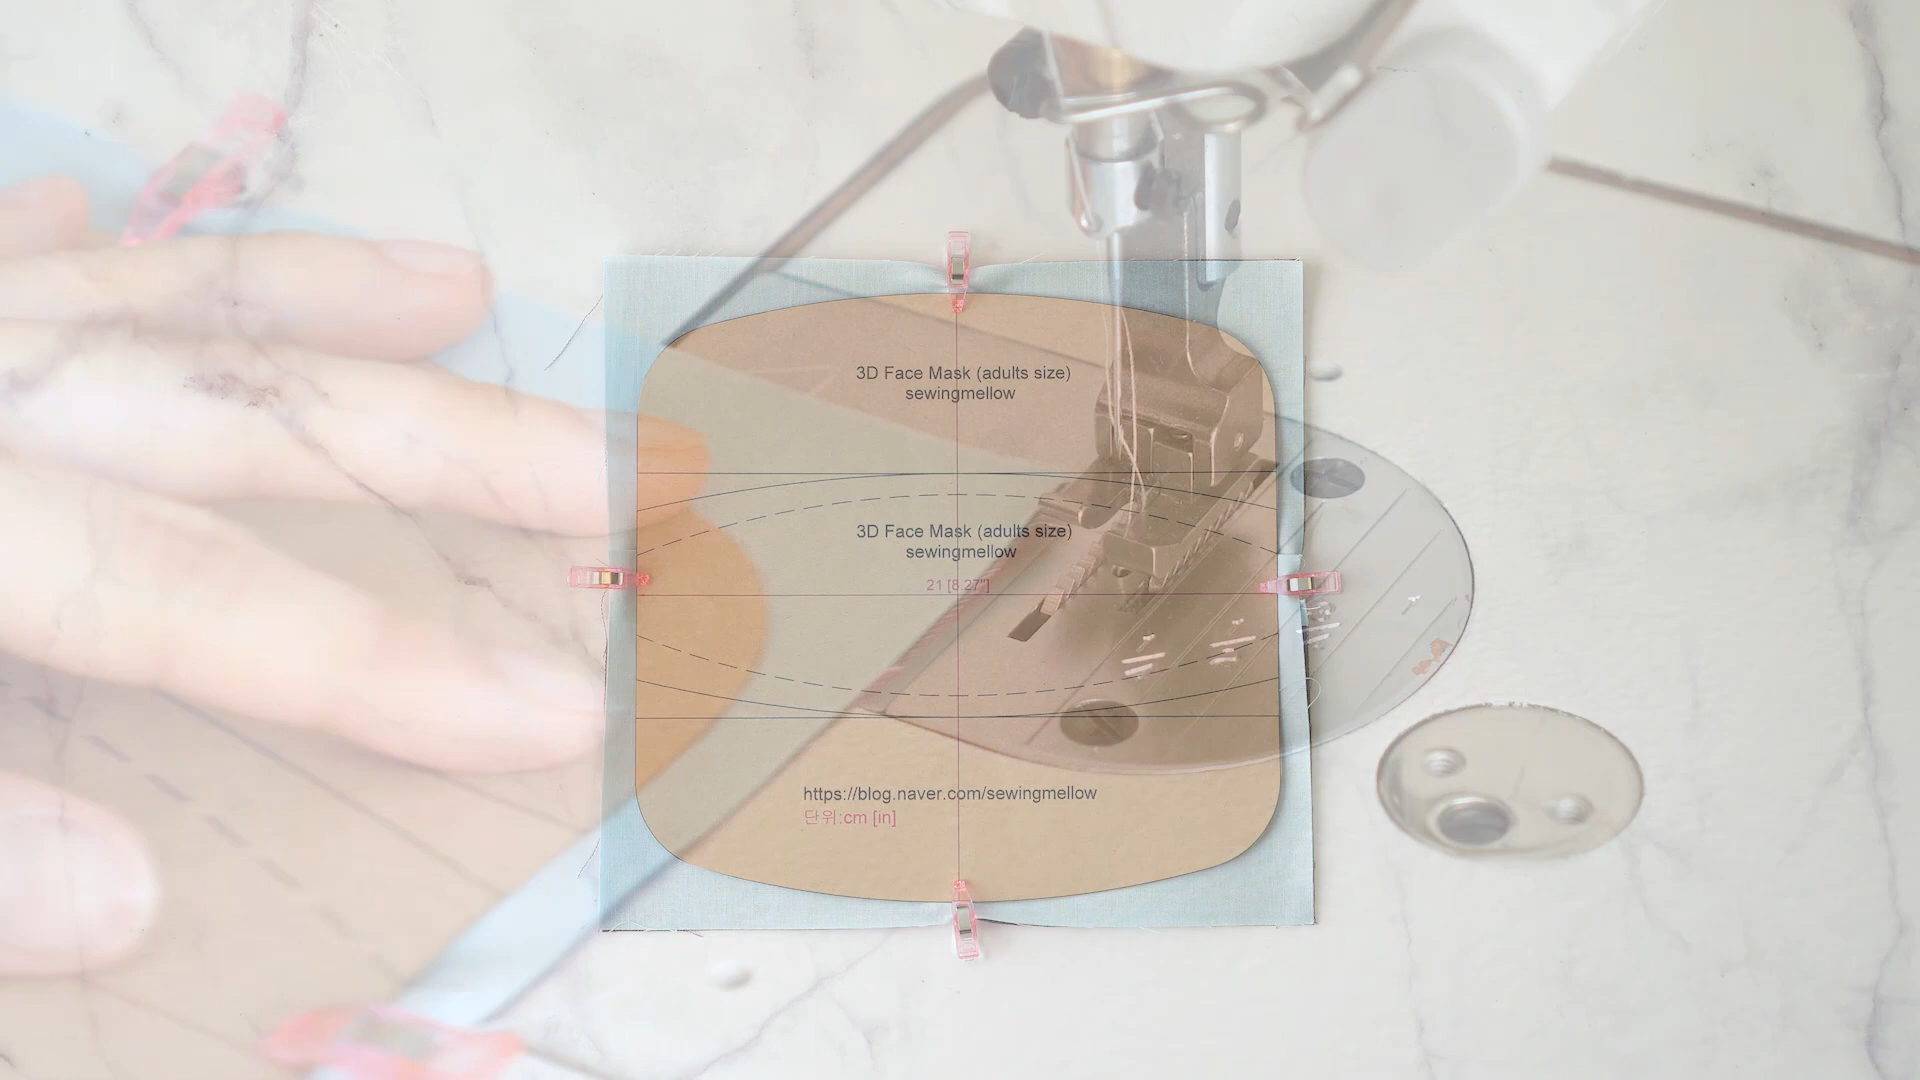 3D Face Mask (adults size)
sewingmellow
3D Face Mask (adults size)
sewingmellow
21 [8.27"]
https://blog.naver.com/sewingmellow
단위:cm [in]